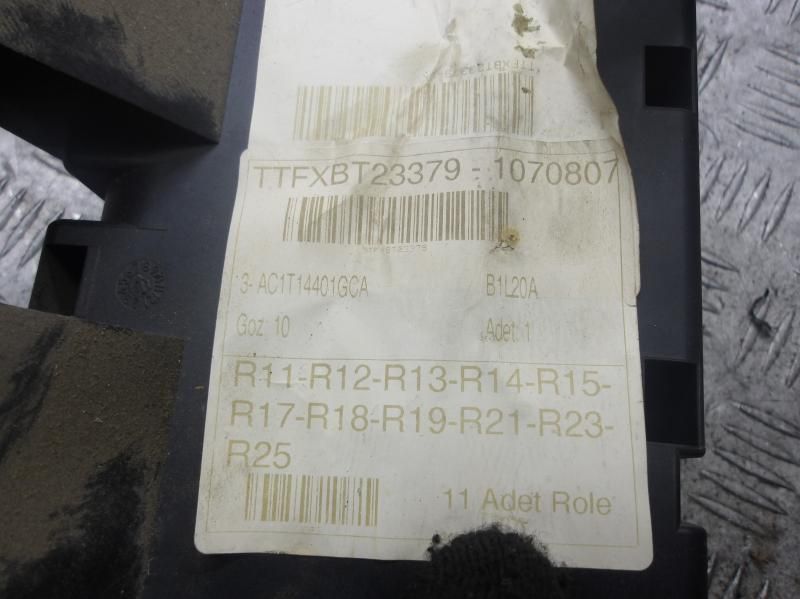 TTFXBT23379 - 1070807
TTFXBT23379
3- AC1T14401GCA B1L20A
Goz: 10 Adet: 1
R11-R12-R13-R14-R15-
R17-R18-R19-R21-R23-
R25
11 Adet Role